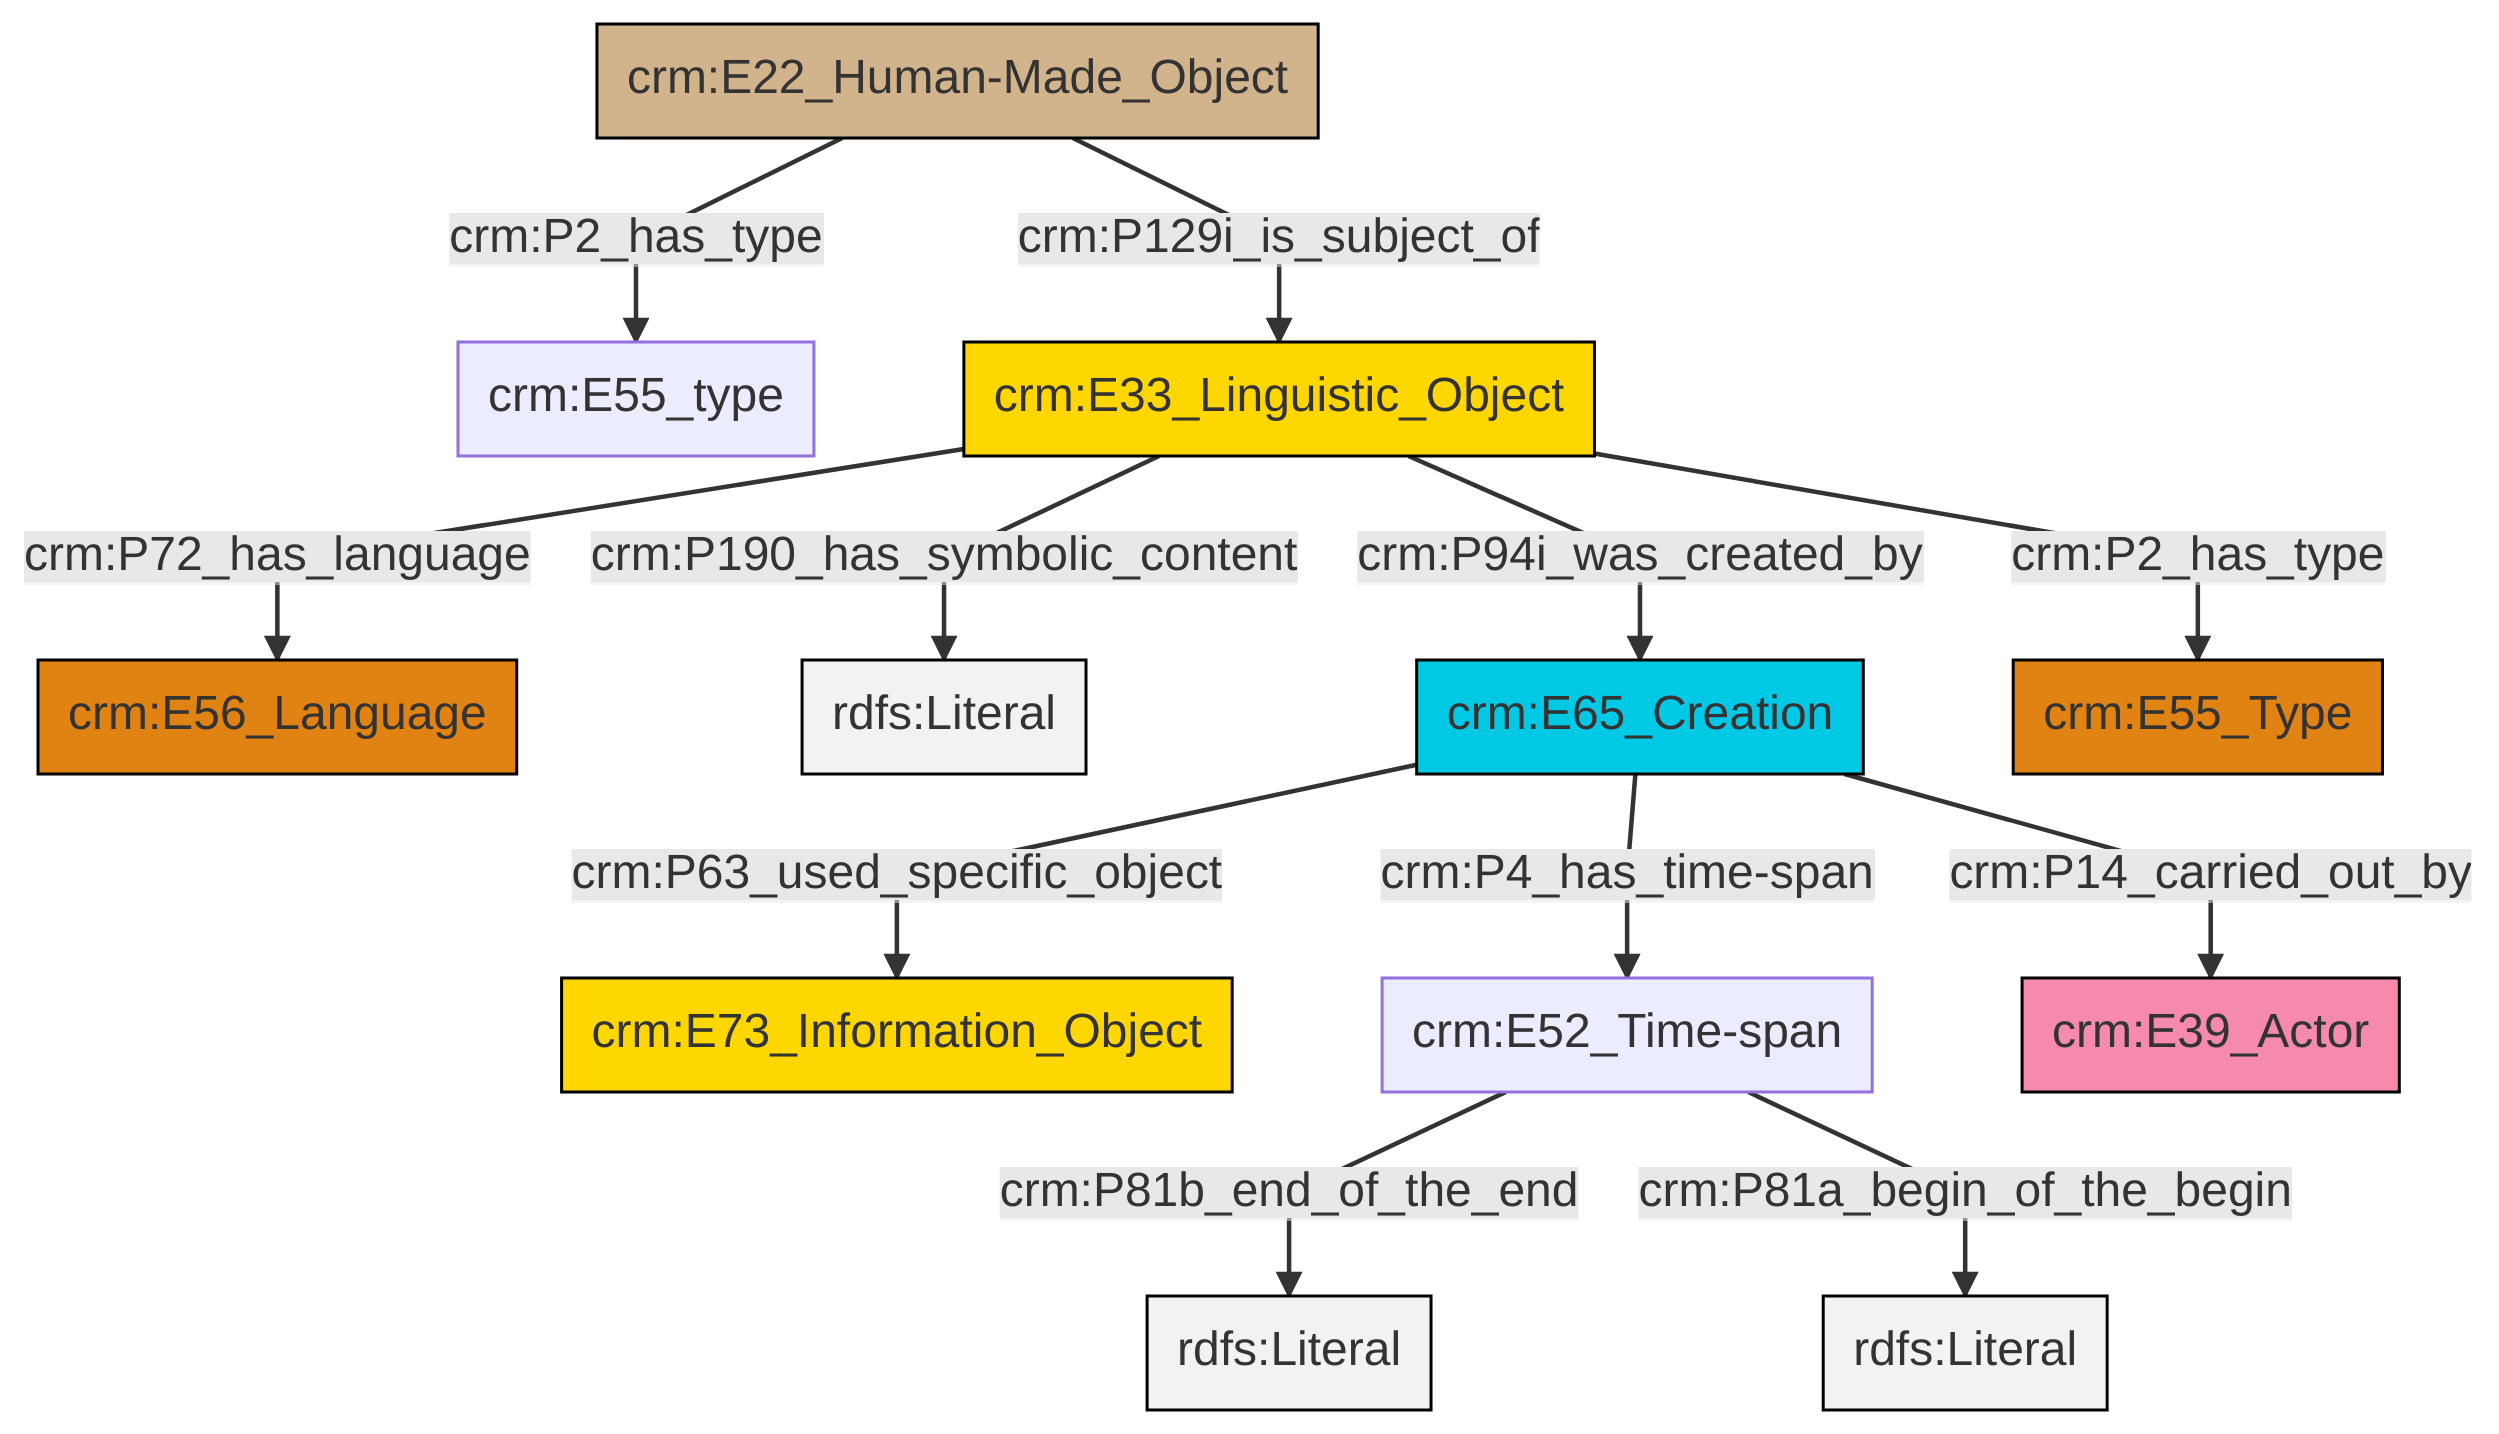 crm:E22_Human-Made_Object
crm:P2_has_type
crm:P129i_is_subject_of
crm:E55_type
crm:E33_Linguistic_Object
crm:P72_has_language
crm:P190_has_symbolic_content
crm:P94i_was_created_by
crm:P2_has_type
crm:E56_Language
rdfs:Literal
crm:E65_Creation
crm:E55_Type
crm:P63_used_specific_object
crm:P4_has_time-span
crm:P14_carried_out_by
crm:E73_Information_Object
crm:E52_Time-span
crm:E39_Actor
crm:P81b_end_of_the_end
crm:P81a_begin_of_the_begin
rdfs:Literal
rdfs:Literal